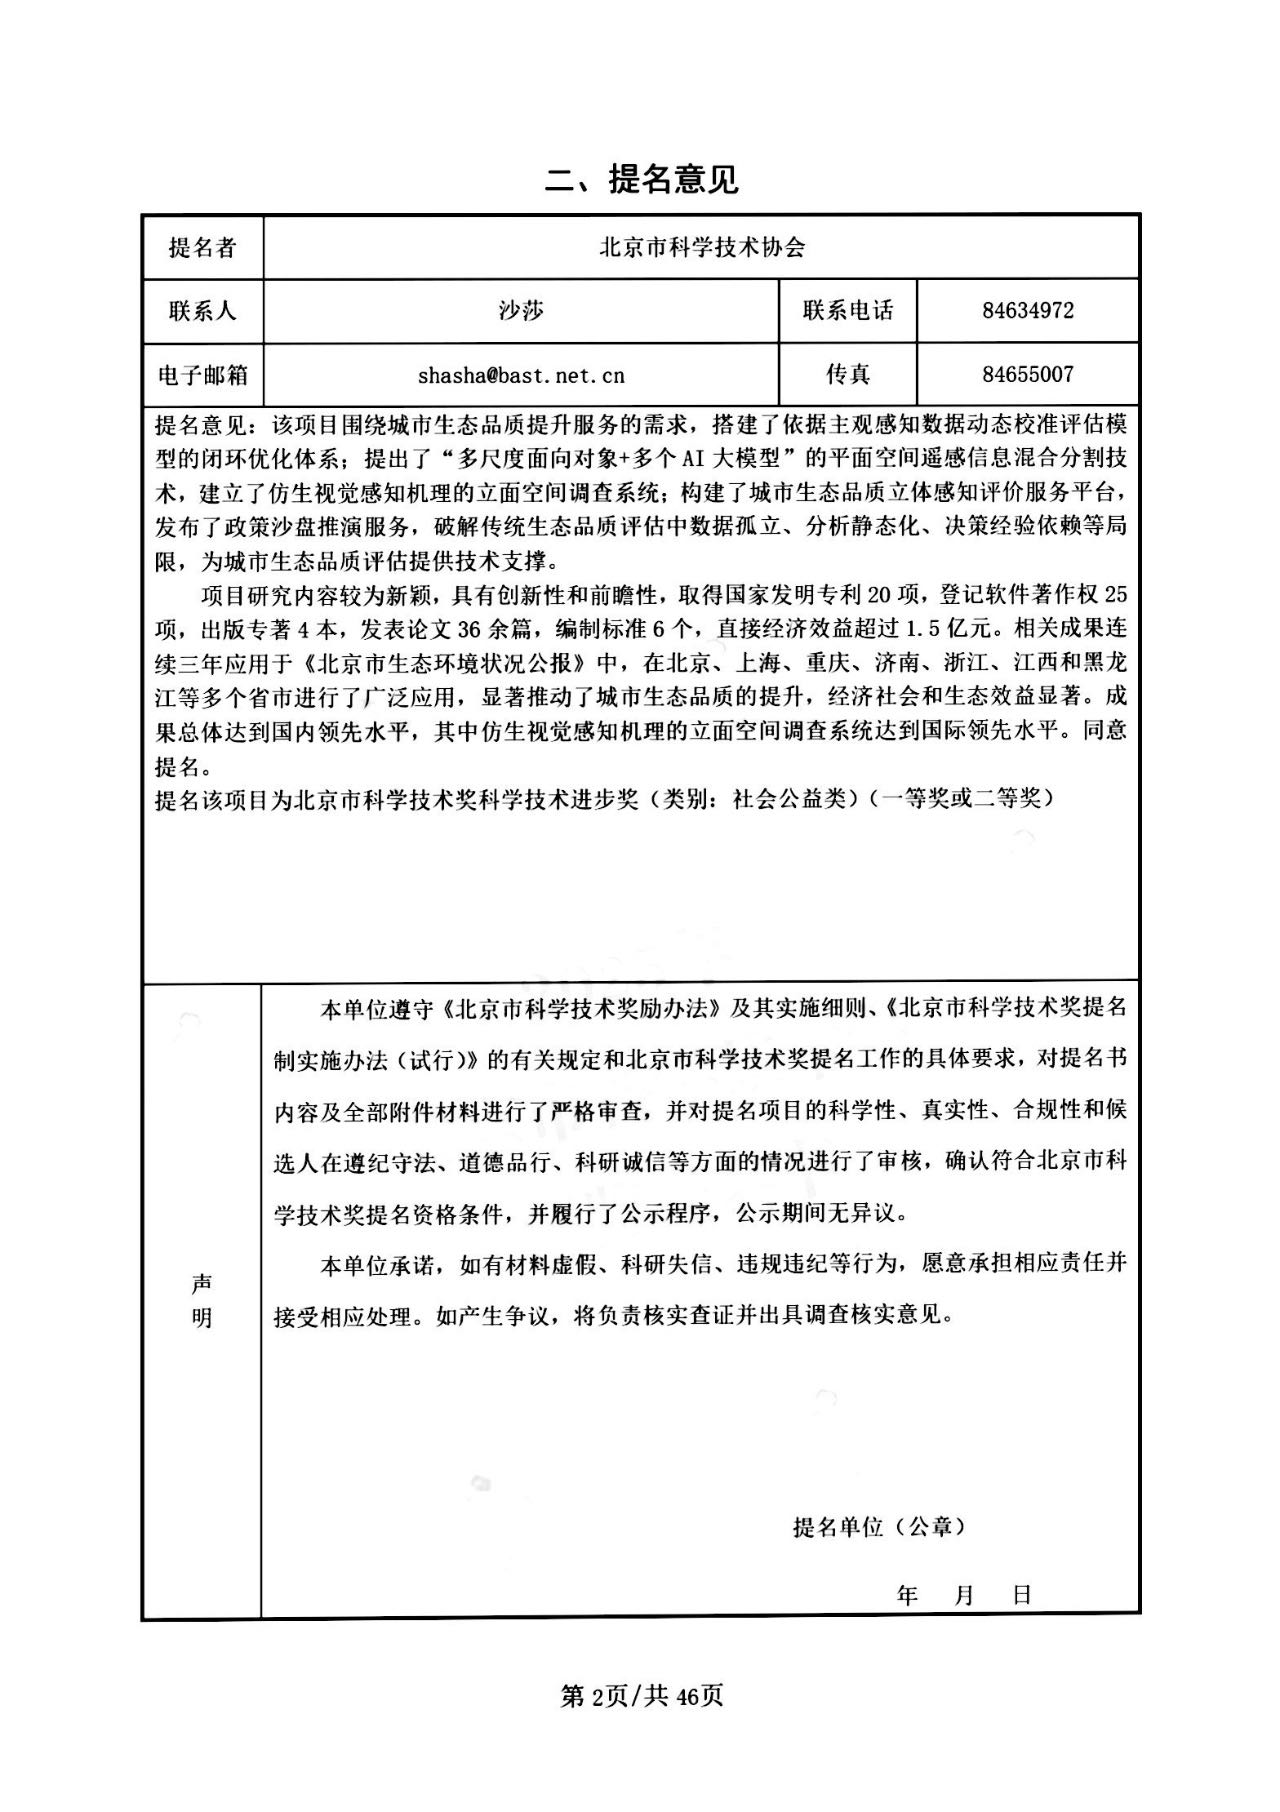 二、提名意见
提名者 北京市科学技术协会
联系人 沙莎 联系电话 84634972
电子邮箱 shasha@bast.net.cn 传真 84655007
提名意见：该项目围绕城市生态品质提升服务的需求，搭建了依据主观感知数据动态校准评估模
型的闭环优化体系；提出了“多尺度面向对象+多个AI大模型”的平面空间遥感信息混合分割技
术，建立了仿生视觉感知机理的立面空间调查系统；构建了城市生态品质立体感知评价服务平台，
发布了政策沙盘推演服务，破解传统生态品质评估中数据孤立、分析静态化、决策经验依赖等局
限，为城市生态品质评估提供技术支撑。
项目研究内容较为新颖，具有创新性和前瞻性，取得国家发明专利20项，登记软件著作权25
项，出版专著4本，发表论文36余篇，编制标准6个，直接经济效益超过1.5亿元。相关成果连
续三年应用于《北京市生态环境状况公报》中，在北京、上海、重庆、济南、浙江、江西和黑龙
江等多个省市进行了广泛应用，显著推动了城市生态品质的提升，经济社会和生态效益显著。成
果总体达到国内领先水平，其中仿生视觉感知机理的立面空间调查系统达到国际领先水平。同意
提名。
提名该项目为北京市科学技术奖科学技术进步奖（类别：社会公益类）（一等奖或二等奖）
本单位遵守《北京市科学技术奖励办法》及其实施细则、《北京市科学技术奖提名
制实施办法（试行）》的有关规定和北京市科学技术奖提名工作的具体要求，对提名书
内容及全部附件材料进行了严格审查，并对提名项目的科学性、真实性、合规性和候
选人在遵纪守法、道德品行、科研诚信等方面的情况进行了审核，确认符合北京市科
学技术奖提名资格条件，并履行了公示程序，公示期间无异议。
本单位承诺，如有材料虚假、科研失信、违规违纪等行为，愿意承担相应责任并
接受相应处理。如产生争议，将负责核实查证并出具调查核实意见。
声
明
提名单位（公章）
年 月 日
第 2页/共 46页